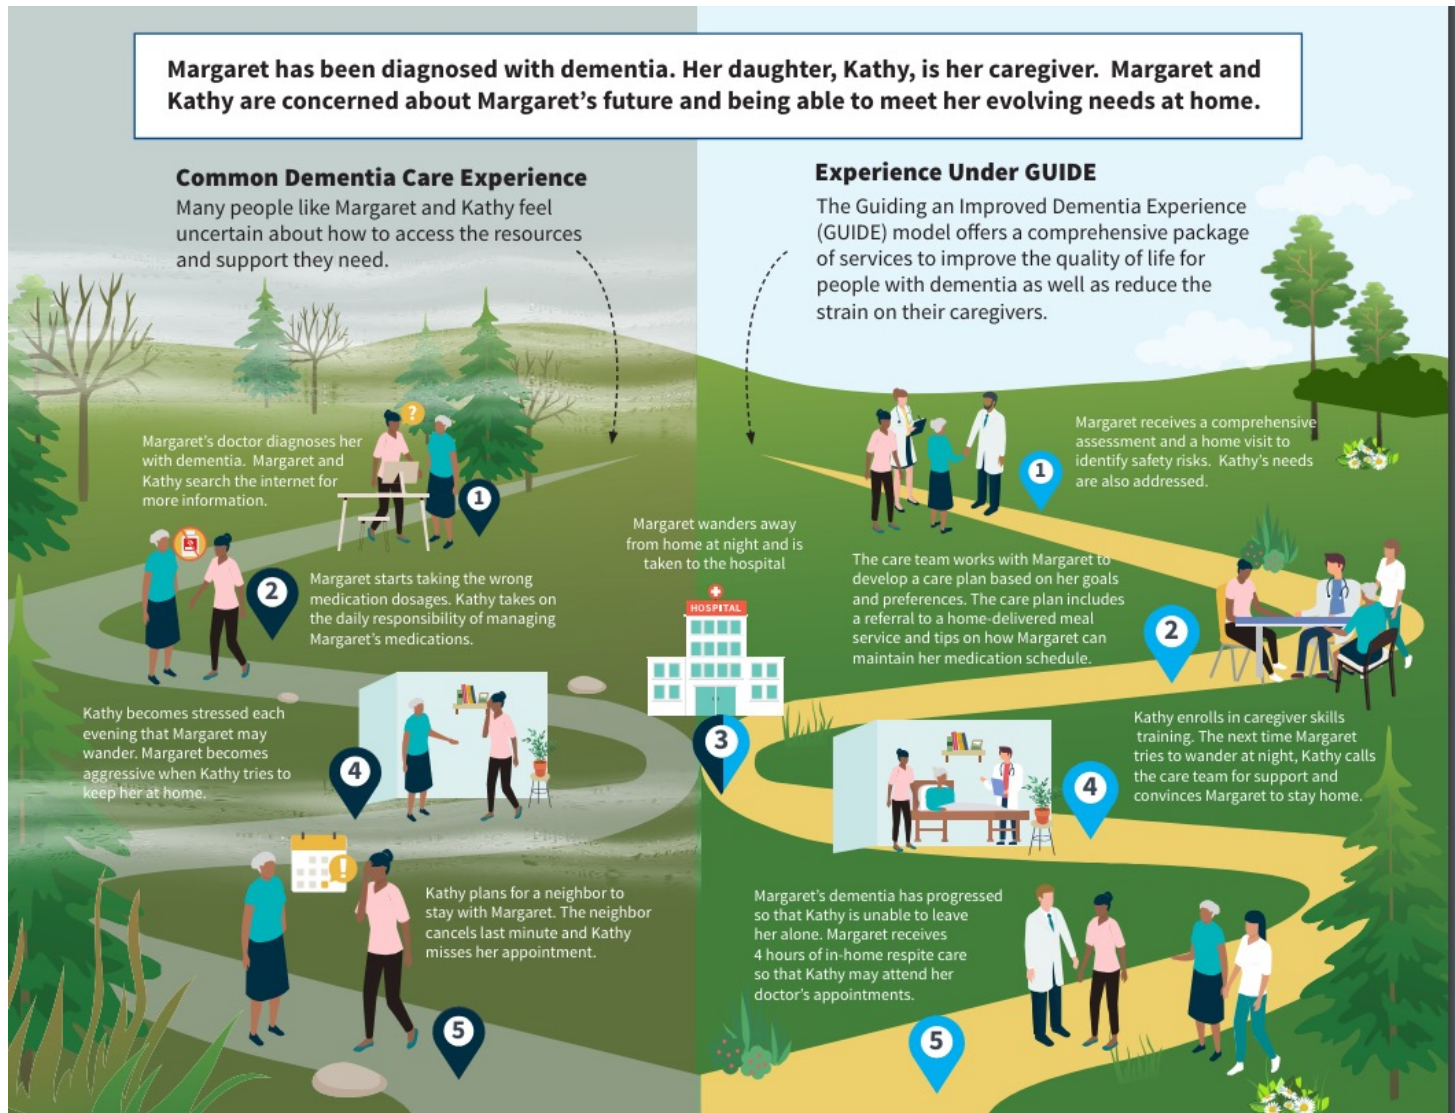 Margaret has been diagnosed with dementia. Her daughter, Kathy, is her caregiver. Margaret and
Kathy are concerned about Margaret's future and being able to meet her evolving needs at home.
Common Dementia Care Experience
Many people like Margaret and Kathy feel
uncertain about how to access the resources
and support they need.
Margaret's doctor diagnoses her
with dementia. Margaret and
Kathy search the internet for
more information.
?
1
2
Margaret starts taking the wrong
medication dosages. Kathy takes on
the daily responsibility of managing
Margaret's medications.
Margaret wanders away
from home at night and is
taken to the hospital
HOSPITAL
3
Kathy becomes stressed each
evening that Margaret may
wander. Margaret becomes
aggressive when Kathy tries to
keep her at home.
4
!
Kathy plans for a neighbor to
stay with Margaret. The neighbor
cancels last minute and Kathy
misses her appointment.
5
Experience Under GUIDE
The Guiding an Improved Dementia Experience
(GUIDE) model offers a comprehensive package
of services to improve the quality of life for
people with dementia as well as reduce the
strain on their caregivers.
1
Margaret receives a comprehensive
assessment and a home visit to
identify safety risks. Kathy's needs
are also addressed.
The care team works with Margaret to
develop a care plan based on her goals
and preferences. The care plan includes
a referral to a home-delivered meal
service and tips on how Margaret can
maintain her medication schedule.
2
Kathy enrolls in caregiver skills
training. The next time Margaret
tries to wander at night, Kathy calls
the care team for support and
convinces Margaret to stay home.
4
Margaret's dementia has progressed
so that Kathy is unable to leave
her alone. Margaret receives
4 hours of in-home respite care
so that Kathy may attend her
doctor's appointments.
5